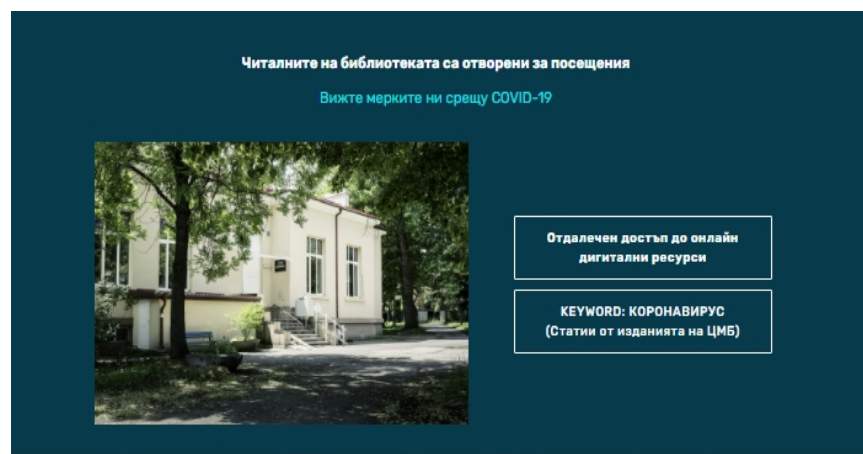 Читалните на библиотеката са отворени за посещения
Вижте мерките ни срещу COVID-19
Отдалечен достъп до онлайн
дигитални ресурси
KEYWORD: КОРОНАВИРУС
(Статии от изданията на ЦМБ)